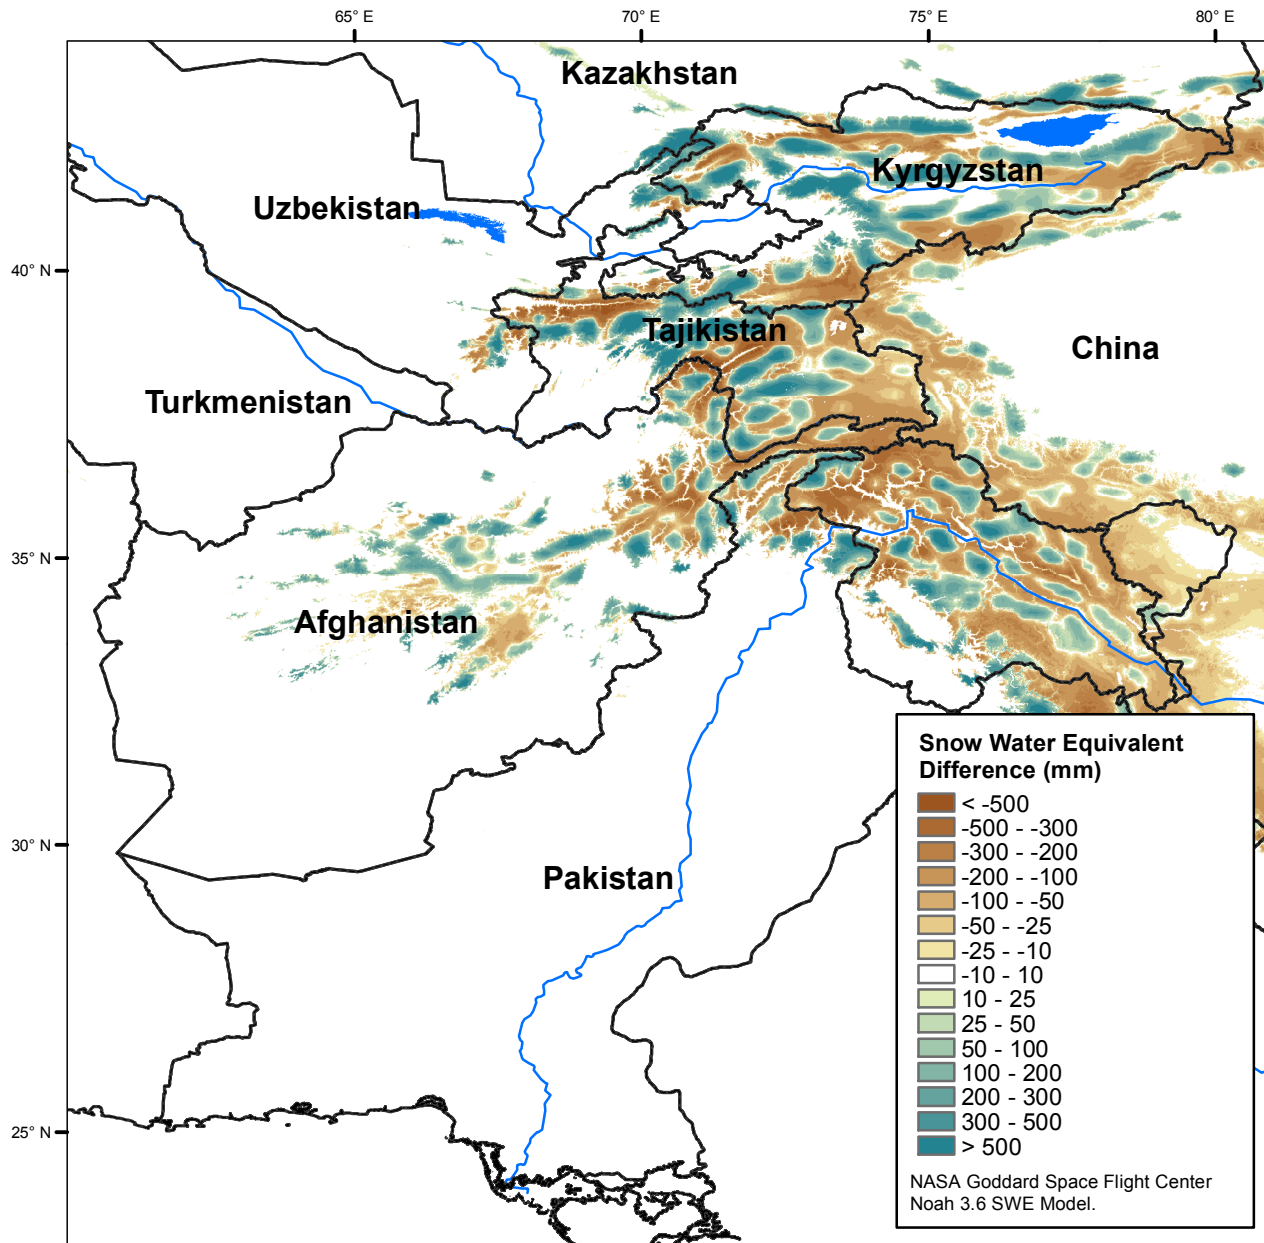 65° E
70° E
75° E
80° E
Kazakhstan
Kyrgyzstan
Uzbekistan
40° N
Tajikistan
China
Turkmenistan
35° N
Afghanistan
30° N
Pakistan
25° N
Snow Water Equivalent
Difference (mm)
< -500
-500 - -300
-300 - -200
-200 - -100
-100 - -50
-50 - -25
-25 - -10
-10 - 10
10 - 25
25 - 50
50 - 100
100 - 200
200 - 300
300 - 500
> 500
NASA Goddard Space Flight Center
Noah 3.6 SWE Model.